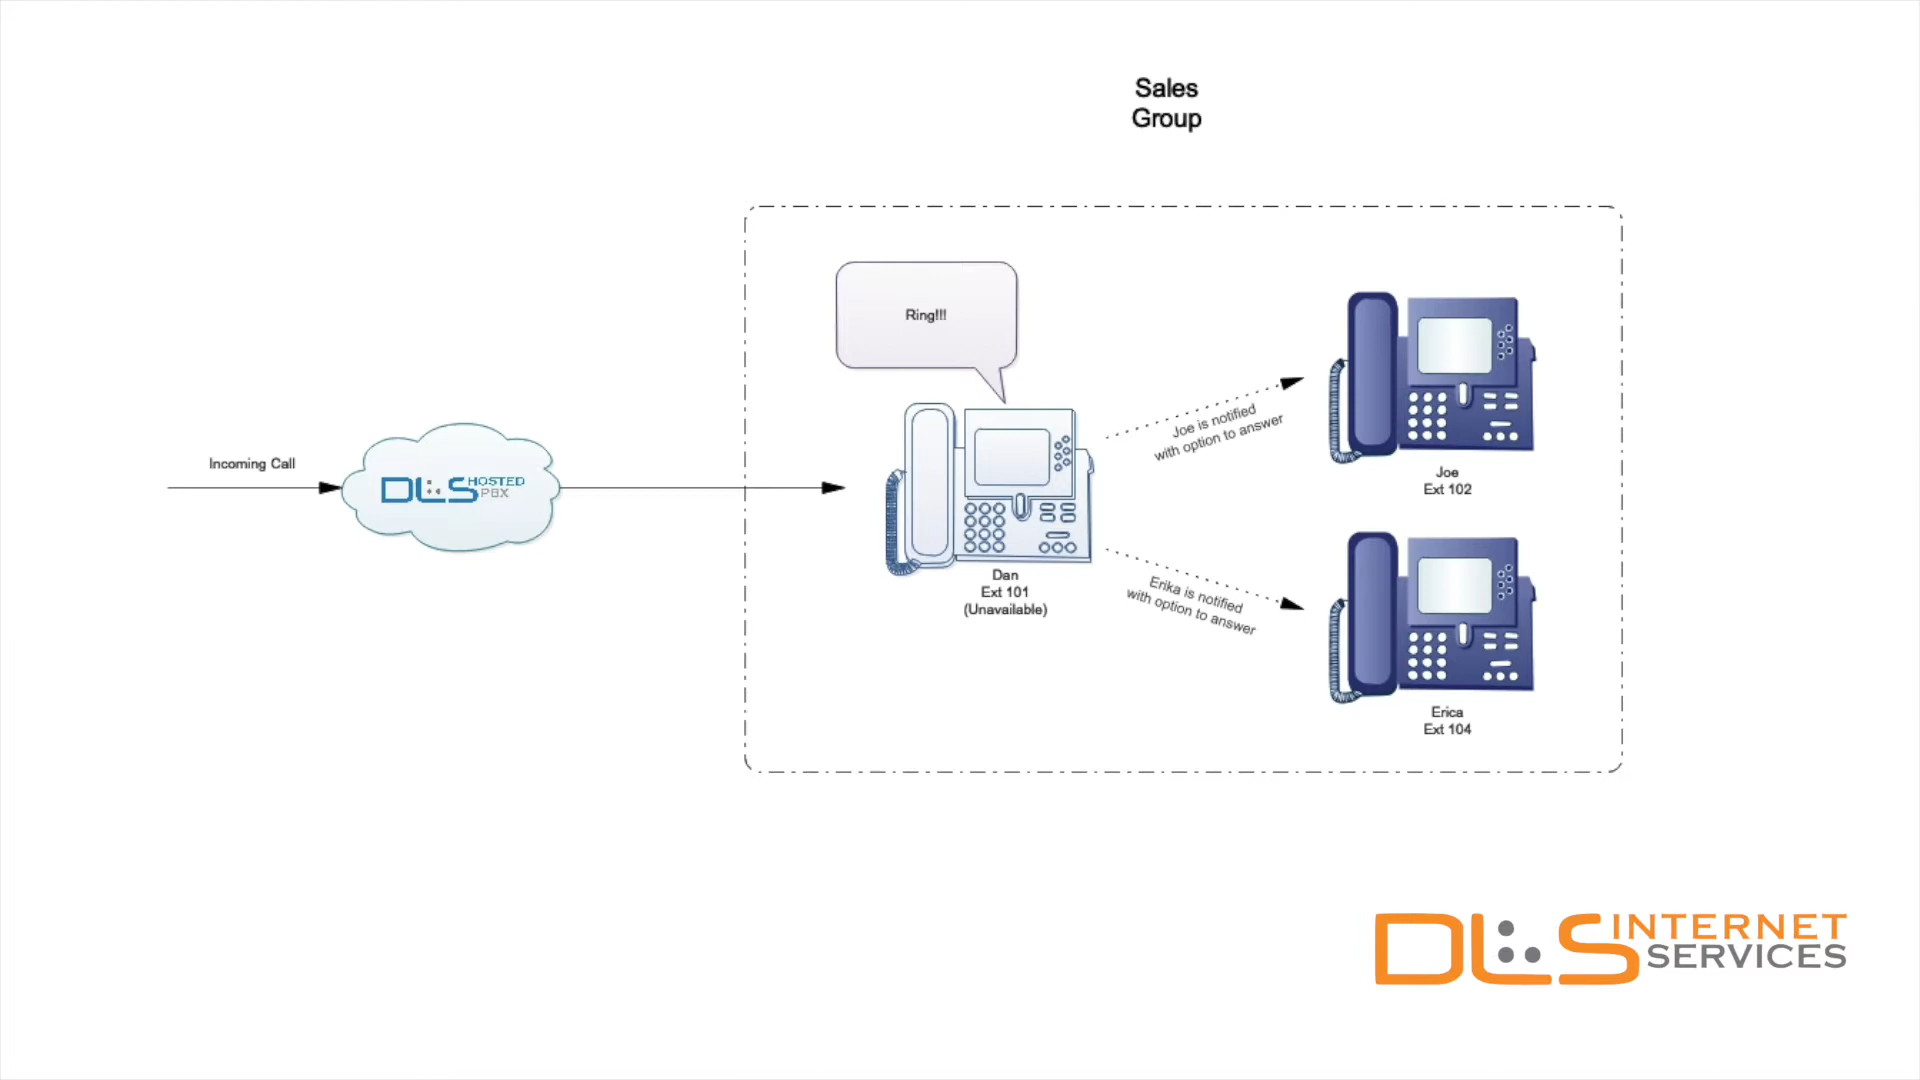 Sales
Group
Ring!!!
Joe is notified
with option to answer
Incoming Call
DLS HOSTED
PBX
Joe
Ext 102
Dan
Ext 101
(Unavailable)
Erika is notified
with option to answer
Erica
Ext 104
DLS INTERNET
SERVICES